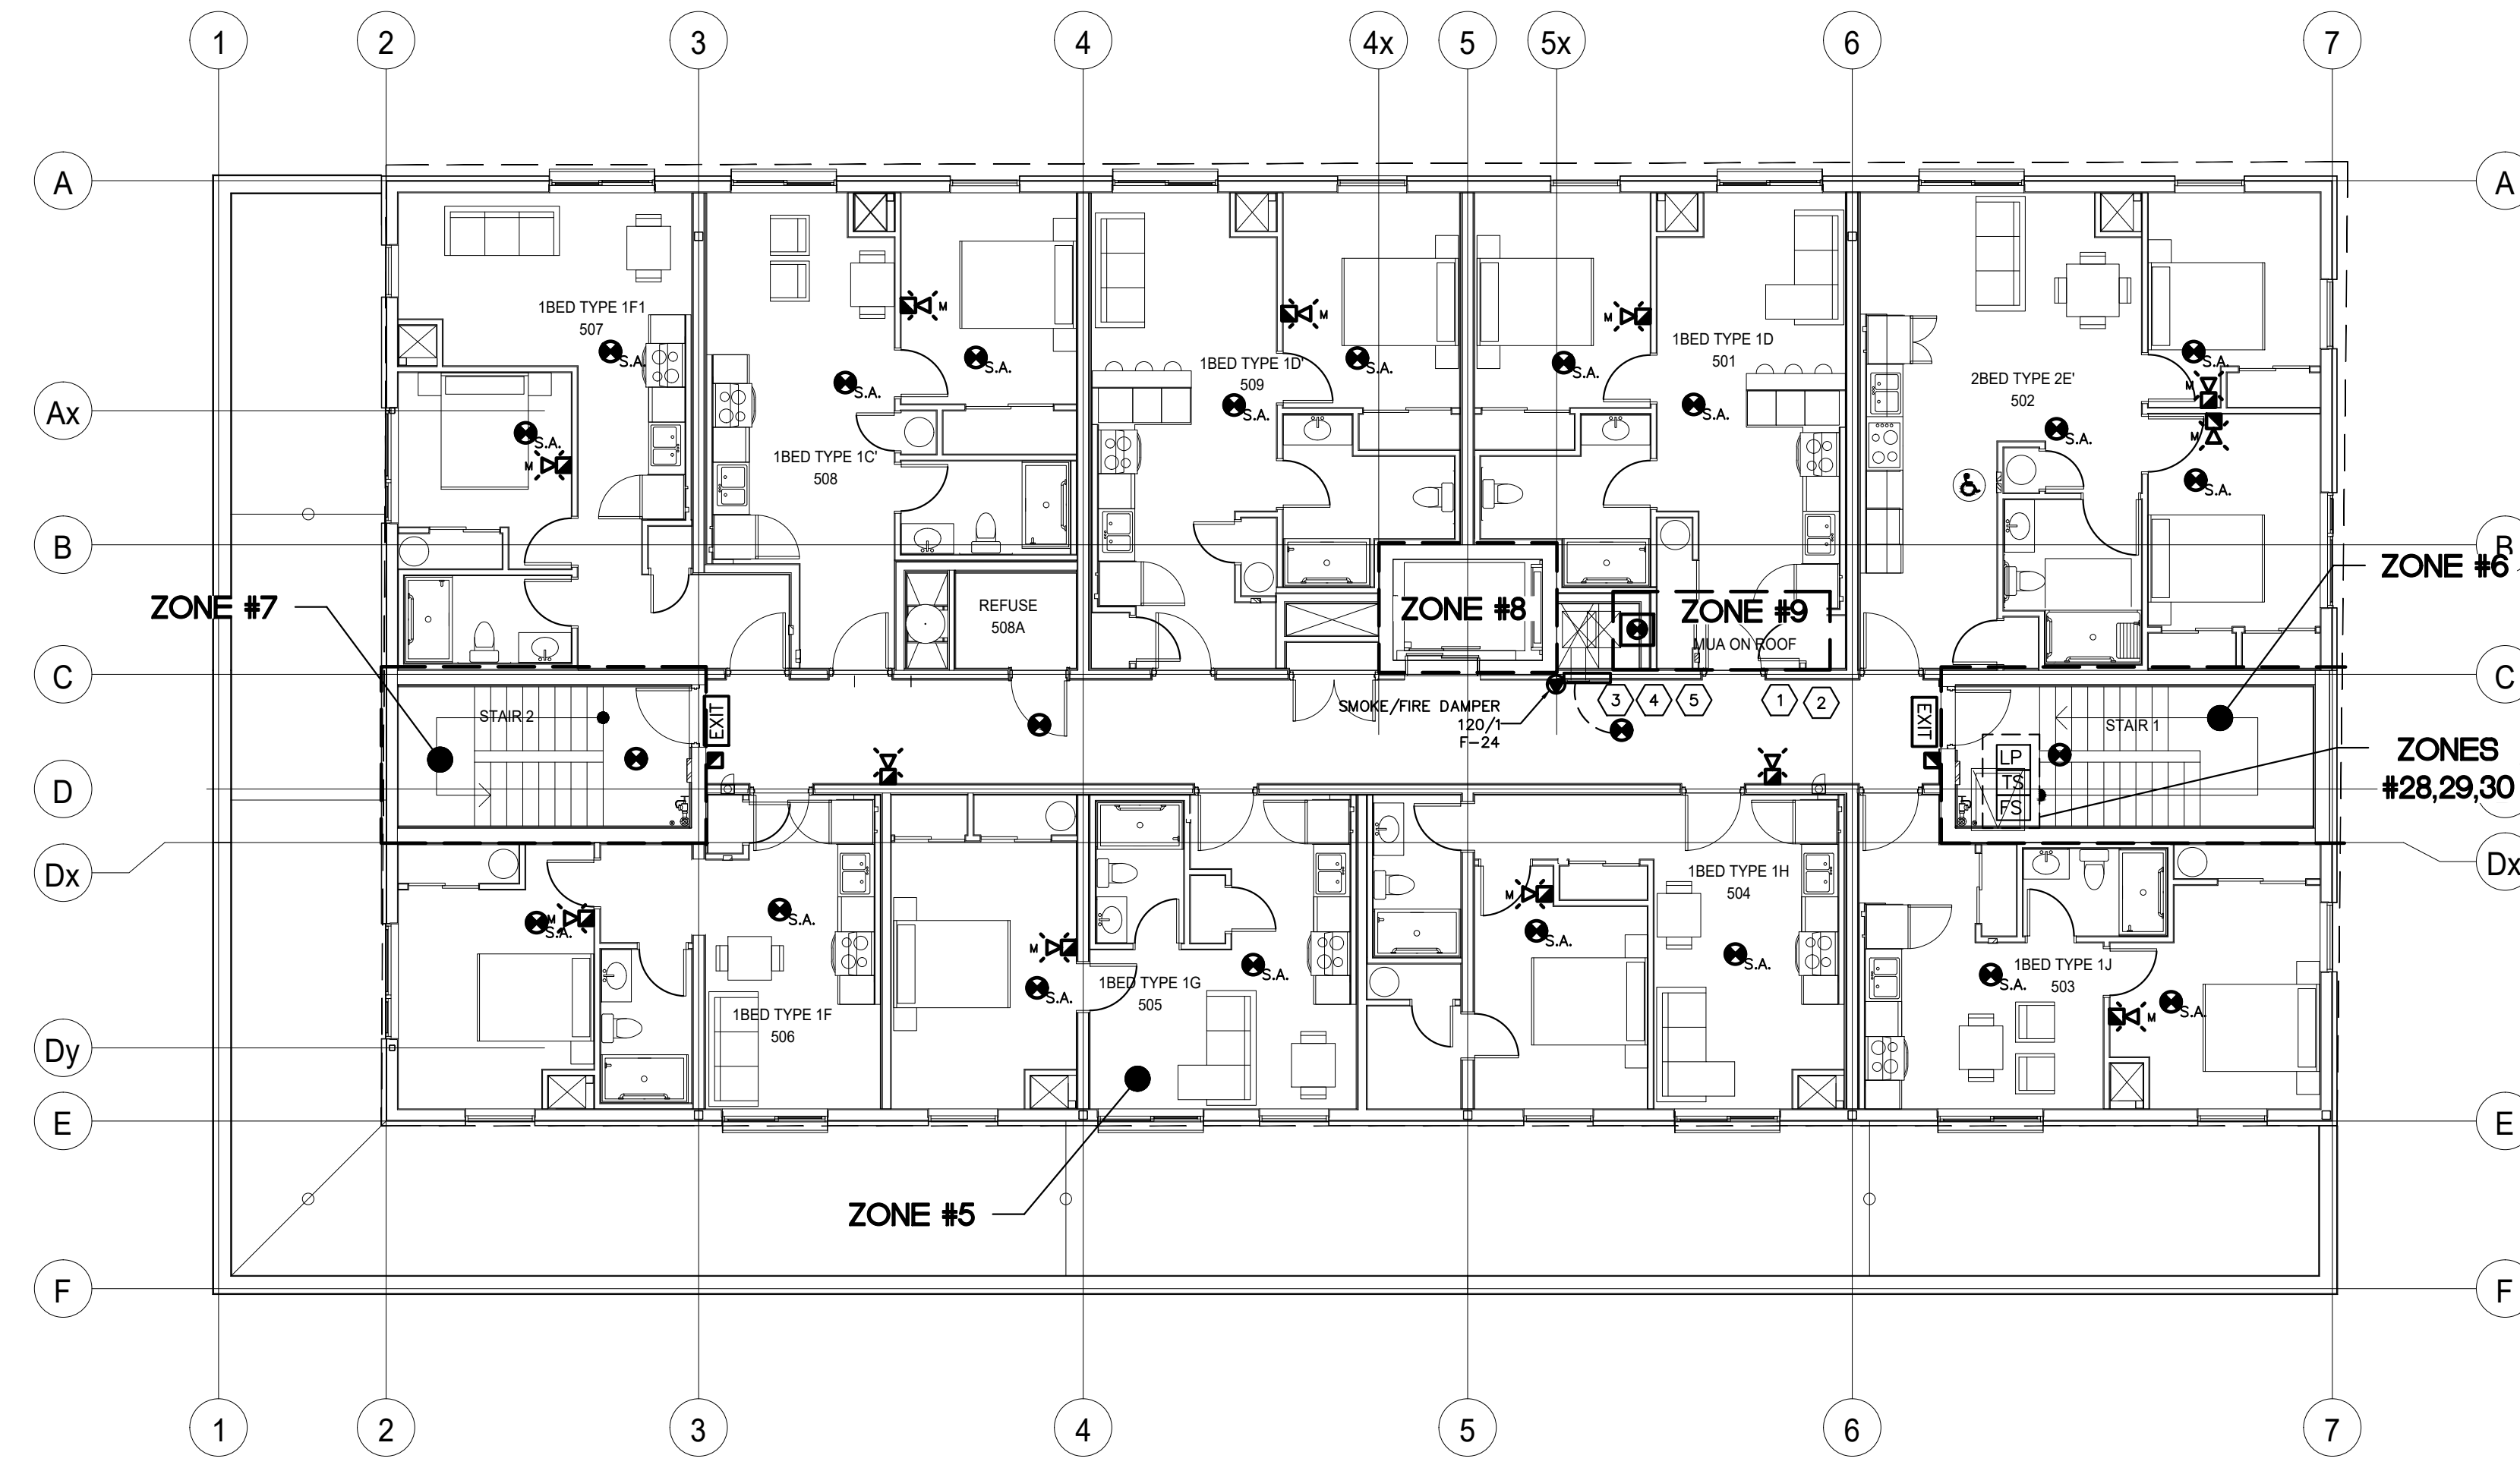 1 2 3 4 4x 5 5x 6 7
A A
1BED TYPE 1F1
507
S.A.
M
S.A.
1BED TYPE 1C'
508
S.A.
M
S.A.
1BED TYPE 1D'
509
S.A.
M
S.A.
M
S.A.
1BED TYPE 1D
501
S.A.
2BED TYPE 2E'
502
S.A.
S.A.
M
M
S.A.
Ax
B B
ZONE #6
ZONE #7
REFUSE
508A
ZONE #8
ZONE #9
MUA ON ROOF
C C
SMOKE/FIRE DAMPER
120/1
F-24
3 4 5 1 2
STAIR 2
EXIT
EXIT
STAIR 1
LP
TS
FS
ZONES
#28,29,30
D
Dx Dx
M
S.A.
S.A.
1BED TYPE 1F
506
M
S.A.
1BED TYPE 1G
505
S.A.
M
S.A.
1BED TYPE 1H
504
S.A.
1BED TYPE 1J
503
S.A.
M
S.A.
Dy
E E
ZONE #5
F F
1 2 3 4 5 6 7